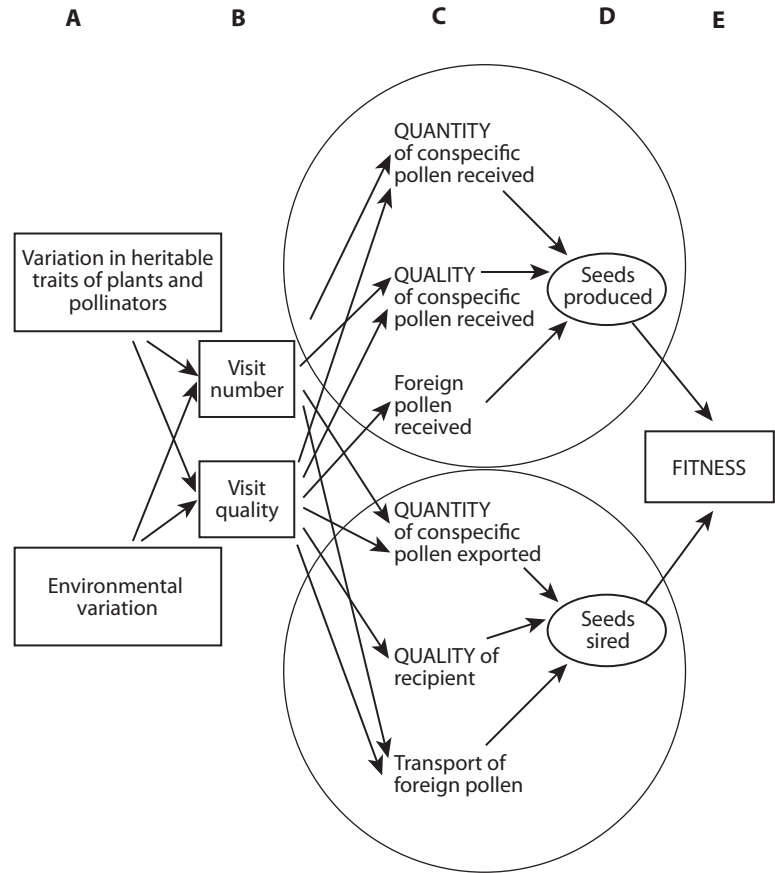 A B C D E
QUANTITY
of conspecific
pollen received
Variation in heritable
traits of plants and
pollinators
QUALITY
of conspecific
pollen received
Seeds
produced
Visit
number
Foreign
pollen
received
FITNESS
Visit
quality
QUANTITY
of conspecific
pollen exported
Environmental
variation
Seeds
sired
QUALITY of
recipient
Transport of
foreign pollen